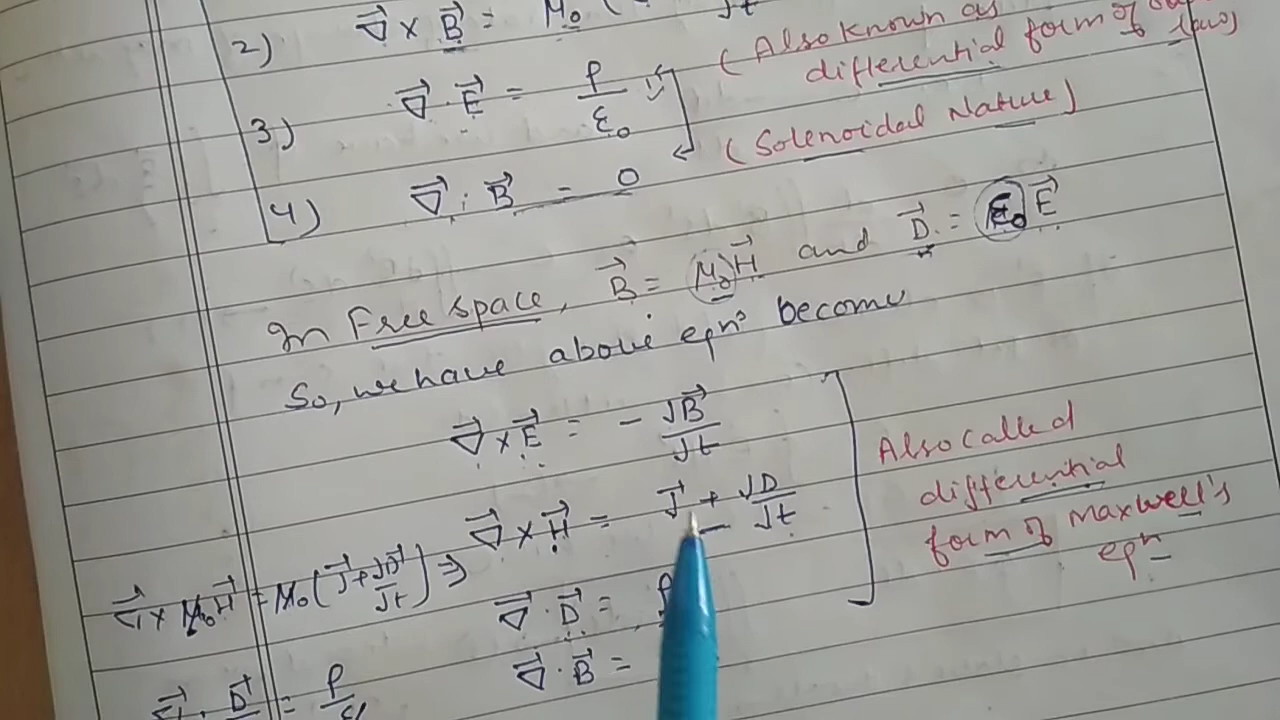 2) ∇⃗ × B⃗ = μ₀ (
(Also known as
differential form of
3) ∇⃗ · E⃗ = ρ/ε₀
(Solenoidal Nature)
4) ∇⃗ · B⃗ = 0
In Free space, B⃗ = μ₀H⃗ and D⃗ = ε₀E⃗
So, we have above eqnˢ become
∇⃗ × E⃗ = - ∂B⃗/∂t
∇⃗ × H⃗ = J⃗ + ∂D/∂t
Also called
differential
form of Maxwell's
eqn
∇⃗ × μ₀H⃗ = μ₀(J⃗ + ∂D⃗/∂t) ⇒
∇⃗ · D⃗ =
∇⃗ · B⃗ =